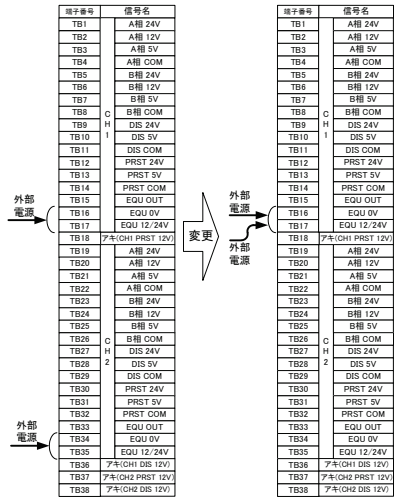 端子番号 信号名
TB1 A相 24V
TB2 A相 12V
TB3 A相 5V
TB4 A相 COM
TB5 B相 24V
TB6 B相 12V
TB7 B相 5V
TB8 B相 COM
TB9 DIS 24V
TB10 DIS 5V
TB11 DIS COM
TB12 PRST 24V
TB13 PRST 5V
TB14 PRST COM
TB15 EQU OUT
TB16 EQU 0V
TB17 EQU 12/24V
CH1
TB18 アキ(CH1 PRST 12V)
TB19 A相 24V
TB20 A相 12V
TB21 A相 5V
TB22 A相 COM
TB23 B相 24V
TB24 B相 12V
TB25 B相 5V
TB26 B相 COM
TB27 DIS 24V
TB28 DIS 5V
TB29 DIS COM
TB30 PRST 24V
TB31 PRST 5V
TB32 PRST COM
TB33 EQU OUT
TB34 EQU 0V
TB35 EQU 12/24V
CH2
TB36 アキ(CH1 DIS 12V)
TB37 アキ(CH2 PRST 12V)
TB38 アキ(CH2 DIS 12V)
外部
電源
外部
電源
変更
端子番号 信号名
TB1 A相 24V
TB2 A相 12V
TB3 A相 5V
TB4 A相 COM
TB5 B相 24V
TB6 B相 12V
TB7 B相 5V
TB8 B相 COM
TB9 DIS 24V
TB10 DIS 5V
TB11 DIS COM
TB12 PRST 24V
TB13 PRST 5V
TB14 PRST COM
TB15 EQU OUT
TB16 EQU 0V
TB17 EQU 12/24V
CH1
TB18 アキ(CH1 PRST 12V)
TB19 A相 24V
TB20 A相 12V
TB21 A相 5V
TB22 A相 COM
TB23 B相 24V
TB24 B相 12V
TB25 B相 5V
TB26 B相 COM
TB27 DIS 24V
TB28 DIS 5V
TB29 DIS COM
TB30 PRST 24V
TB31 PRST 5V
TB32 PRST COM
TB33 EQU OUT
TB34 EQU 0V
TB35 EQU 12/24V
CH2
TB36 アキ(CH1 DIS 12V)
TB37 アキ(CH2 PRST 12V)
TB38 アキ(CH2 DIS 12V)
外部
電源
外部
電源